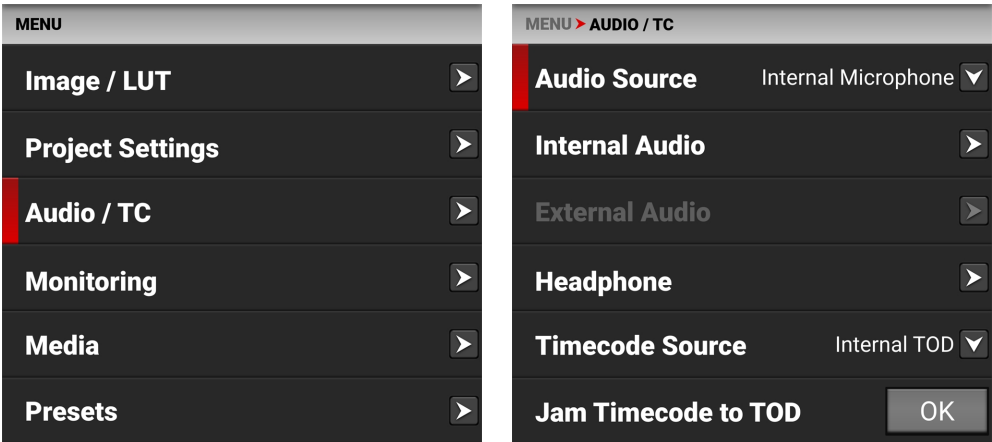 MENU
Image / LUT
Project Settings
Audio / TC
Monitoring
Media
Presets
MENU AUDIO / TC
Audio Source Internal Microphone
Internal Audio
External Audio
Headphone
Timecode Source Internal TOD
Jam Timecode to TOD OK